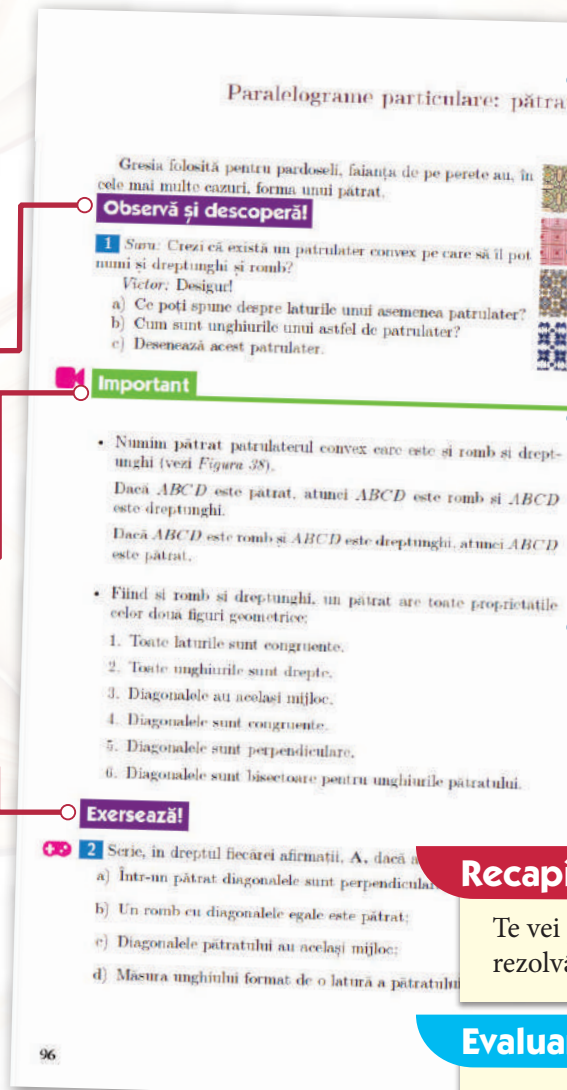 Paralelograme particulare: pătra
Gresia folosită pentru pardoseli, faianța de pe perete au, în
cele mai multe cazuri, forma unui pătrat.
Observă și descoperă!
1 Suru: Crezi că există un patrulater convex pe care să îl pot
numi și dreptunghi și romb?
Victor: Desigur!
a) Ce poți spune despre laturile unui asemenea patrulater?
b) Cum sunt unghiurile unui astfel de patrulater?
c) Desenează acest patrulater.
Important
• Numim pătrat patrulaterul convex care este și romb și drept-
unghi (vezi Figura 38).
Dacă ABCD este pătrat, atunci ABCD este romb și ABCD
este dreptunghi.
Dacă ABCD este romb și ABCD este dreptunghi, atunci ABCD
este pătrat.
• Fiind și romb și dreptunghi, un pătrat are toate proprietățile
celor două figuri geometrice:
1. Toate laturile sunt congruente.
2. Toate unghiurile sunt drepte.
3. Diagonalele au același mijloc.
4. Diagonalele sunt congruente.
5. Diagonalele sunt perpendiculare.
6. Diagonalele sunt bisectoare pentru unghiurile pătratului.
Exersează!
2 Scrie, în dreptul fiecărei afirmații, A, dacă a
a) Într-un pătrat diagonalele sunt perpendicular
b) Un romb cu diagonalele egale este pătrat;
c) Diagonalele pătratului au același mijloc;
d) Măsura unghiului format de o latură a pătratului
Recapi
Te vei
rezolvă
Evalua
96